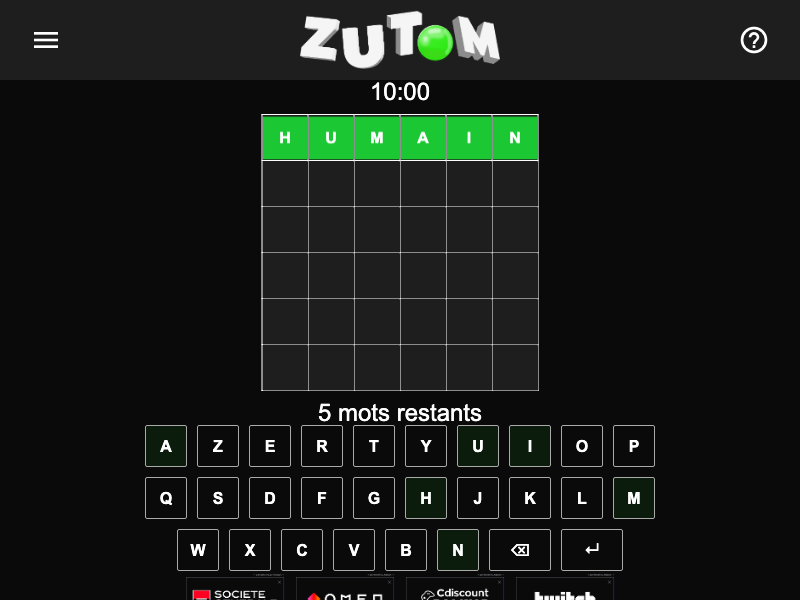 ZUTOM
10:00
H U M A I N
5 mots restants
A Z E R T Y U I O P
Q S D F G H J K L M
W X C V B N
SOCIETE
OMEN
Cdiscount
twitch